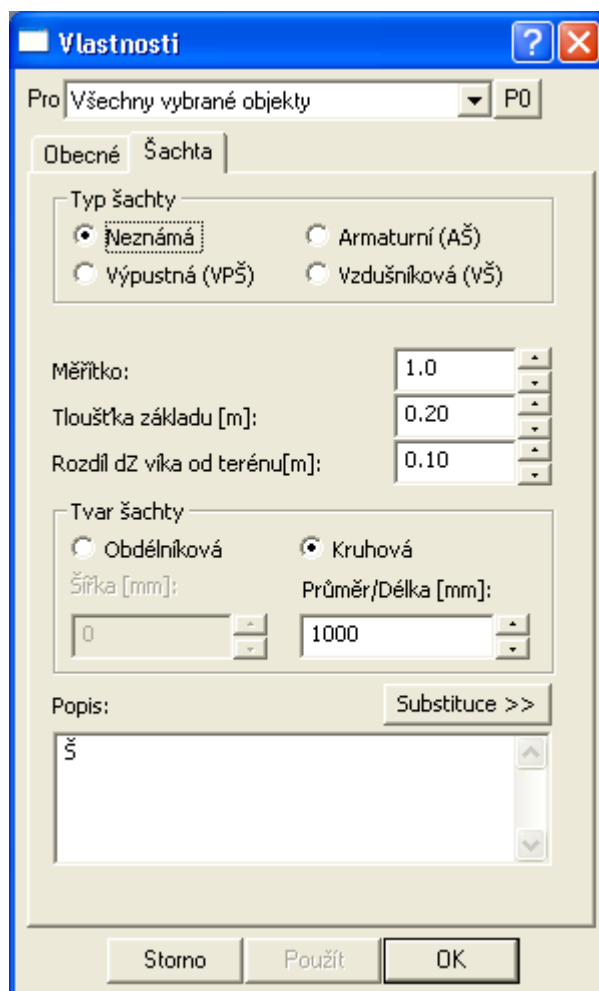 Vlastnosti
Pro Všechny vybrané objekty P0
Obecné Šachta
Typ šachty
Neznámá Armaturní (AŠ)
Výpustná (VPŠ) Vzdušníková (VŠ)
Měřítko: 1.0
Tloušťka základu [m]: 0.20
Rozdíl dZ víka od terénu[m]: 0.10
Tvar šachty
Obdélníková Kruhová
Šířka [mm]: Průměr/Délka [mm]:
0 1000
Popis: Substituce >>
Š
Storno Použít OK